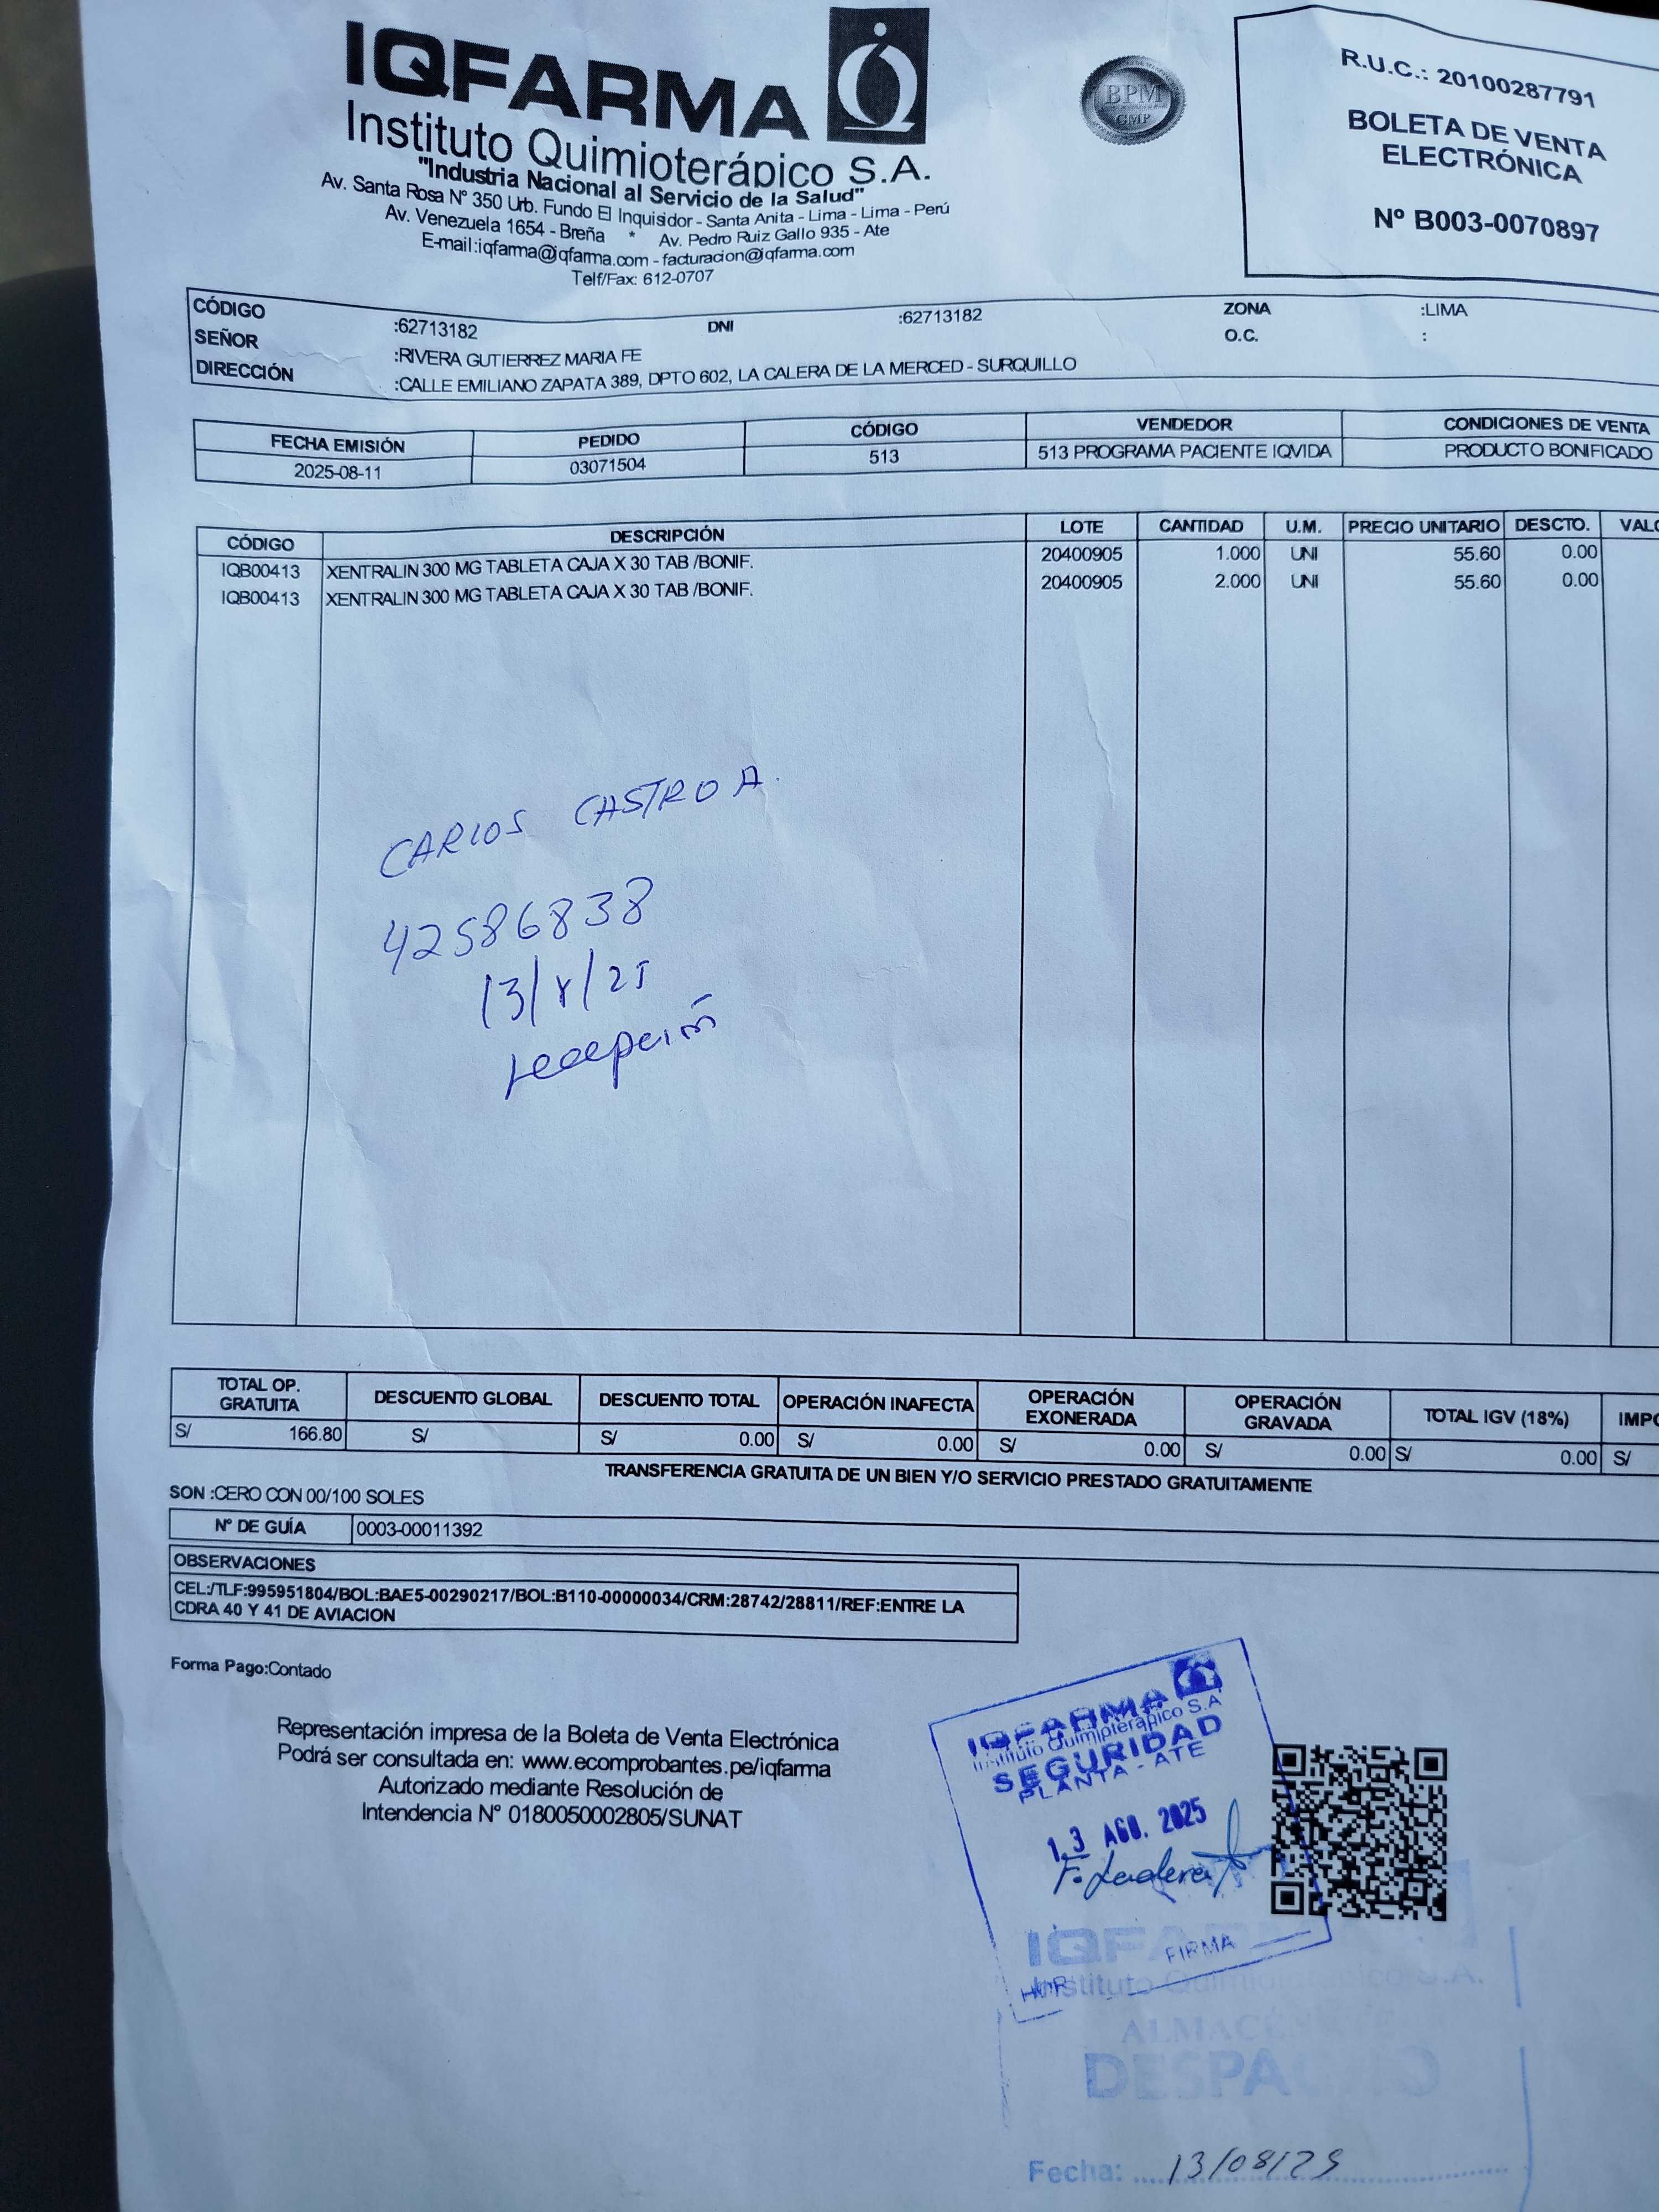 IQFARMA
Instituto Quimioterápico S.A.
"Industria Nacional al Servicio de la Salud"
Av. Santa Rosa Nº 350 Urb. Fundo El Inquisidor - Santa Anita - Lima - Lima - Perú
Av. Venezuela 1654 - Breña * Av. Pedro Ruiz Gallo 935 - Ate
E-mail:iqfarma@iqfarma.com - facturacion@iqfarma.com
Telf/Fax: 612-0707
BPM
GMP
R.U.C.: 20100287791
BOLETA DE VENTA
ELECTRÓNICA
Nº B003-0070897
CÓDIGO :62713182 DNI :62713182 ZONA :LIMA
SEÑOR :RIVERA GUTIERREZ MARIA FE O.C. :
DIRECCIÓN :CALLE EMILIANO ZAPATA 389, DPTO 602, LA CALERA DE LA MERCED - SURQUILLO
FECHA EMISIÓN PEDIDO CÓDIGO VENDEDOR CONDICIONES DE VENTA
2025-08-11 03071504 513 513 PROGRAMA PACIENTE IQVIDA PRODUCTO BONIFICADO
CÓDIGO DESCRIPCIÓN LOTE CANTIDAD U.M. PRECIO UNITARIO DESCTO. VALO
IQB00413 XENTRALIN 300 MG TABLETA CAJA X 30 TAB /BONIF. 20400905 1.000 UNI 55.60 0.00
IQB00413 XENTRALIN 300 MG TABLETA CAJA X 30 TAB /BONIF. 20400905 2.000 UNI 55.60 0.00
CARLOS CASTRO A.
42586838
13/8/25
recepción
TOTAL OP. GRATUITA DESCUENTO GLOBAL DESCUENTO TOTAL OPERACIÓN INAFECTA OPERACIÓN EXONERADA OPERACIÓN GRAVADA TOTAL IGV (18%) IMPO
S/ 166.80 S/ S/ 0.00 S/ 0.00 S/ 0.00 S/ 0.00 S/ 0.00 S/
TRANSFERENCIA GRATUITA DE UN BIEN Y/O SERVICIO PRESTADO GRATUITAMENTE
SON :CERO CON 00/100 SOLES
Nº DE GUÍA 0003-00011392
OBSERVACIONES
CEL:/TLF:995951804/BOL:BAE5-00290217/BOL:B110-00000034/CRM:28742/28811/REF:ENTRE LA
CDRA 40 Y 41 DE AVIACION
Forma Pago:Contado
Representación impresa de la Boleta de Venta Electrónica
Podrá ser consultada en: www.ecomprobantes.pe/iqfarma
Autorizado mediante Resolución de
Intendencia Nº 0180050002805/SUNAT
IQFARMA
Instituto Quimioterápico S.A
SEGURIDAD
PLANTA - ATE
13 AGO. 2025
FIRMA
ALMACÉN
DESPACHO
Fecha: 13/08/25